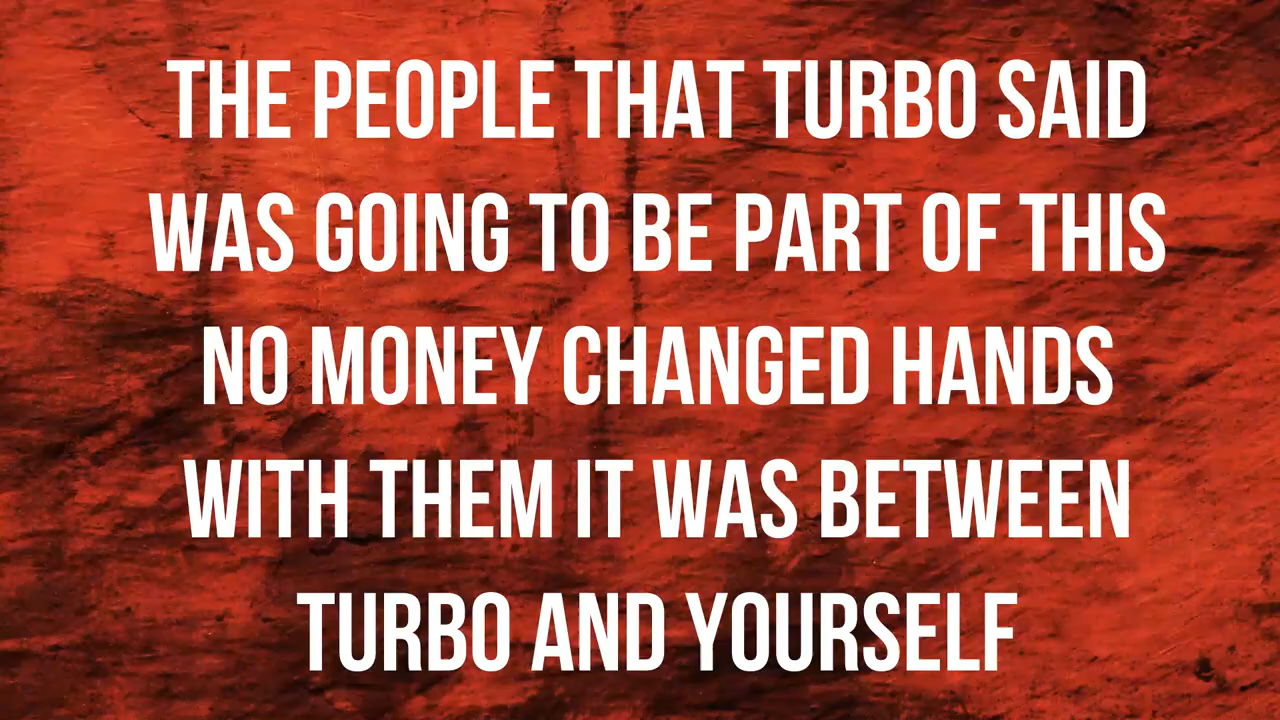 THE PEOPLE THAT TURBO SAID
WAS GOING TO BE PART OF THIS
NO MONEY CHANGED HANDS
WITH THEM IT WAS BETWEEN
TURBO AND YOURSELF